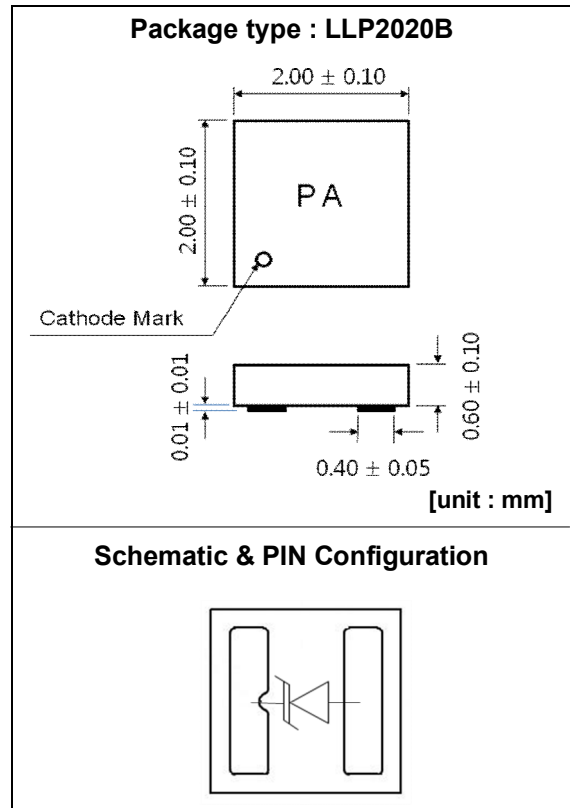 Package type : LLP2020B
2.00 ± 0.10
2.00 ± 0.10
PA
Cathode Mark
0.01 ± 0.01
0.60 ± 0.10
0.40 ± 0.05
[unit : mm]
Schematic & PIN Configuration